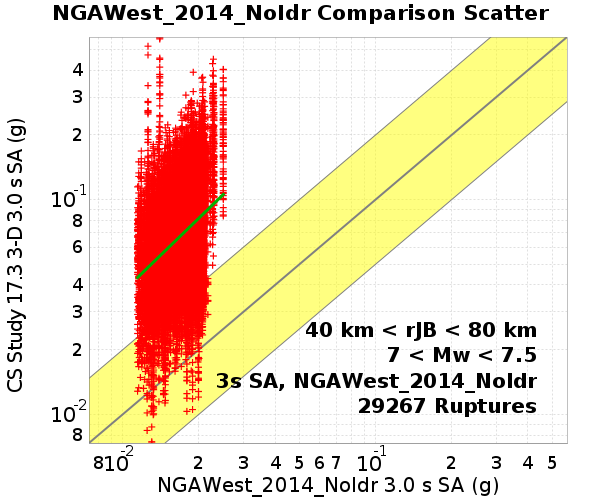 NGAWest_2014_NoIdr Comparison Scatter
CS Study 17.3 3-D 3.0 s SA (g)
4
3
2
10-1
8
6
4
3
2
10-2
8
40 km < rJB < 80 km
7 < Mw < 7.5
3s SA, NGAWest_2014_NoIdr
29267 Ruptures
8 10-2 2 3 4 5 6 7 10-1 2 3 4 5
NGAWest_2014_NoIdr 3.0 s SA (g)